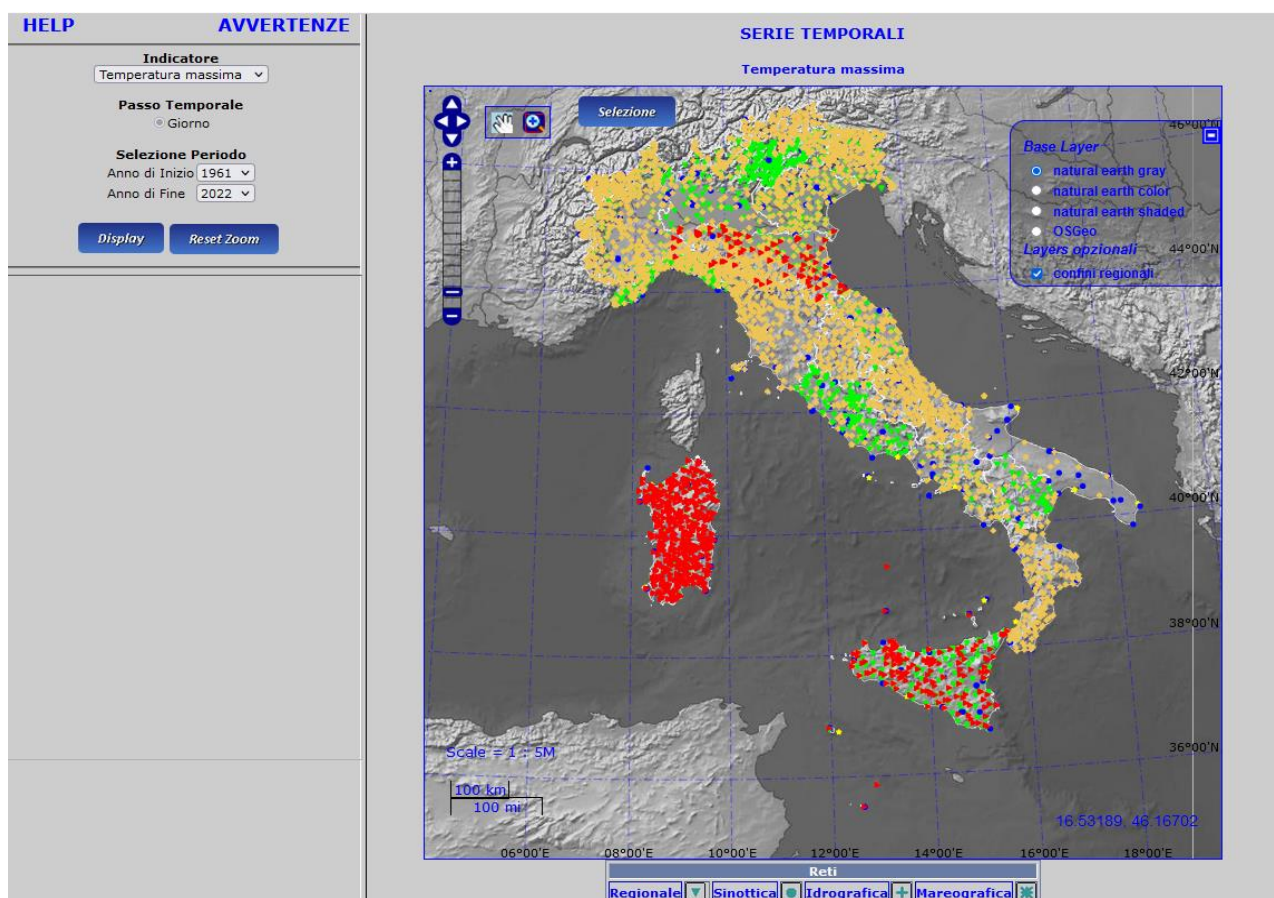 HELP AVVERTENZE
Indicatore
Temperatura massima
Passo Temporale
Giorno
Selezione Periodo
Anno di Inizio 1961
Anno di Fine 2022
Display Reset Zoom
SERIE TEMPORALI
Temperatura massima
Selezione
46°00'N
Base Layer
natural earth gray
natural earth color
natural earth shaded
OSGeo
44°00'N
Layers opzionali
confini regionali
42°00'N
40°00'N
38°00'N
36°00'N
Scale = 1 : 5M
100 km
100 mi
16.53189, 46.16702
06°00'E 08°00'E 10°00'E 12°00'E 14°00'E 16°00'E 18°00'E
Reti
Regionale Sinottica Idrografica Mareografica